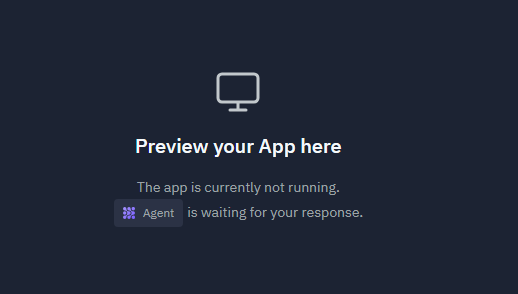 Preview your App here
The app is currently not running.
Agent is waiting for your response.